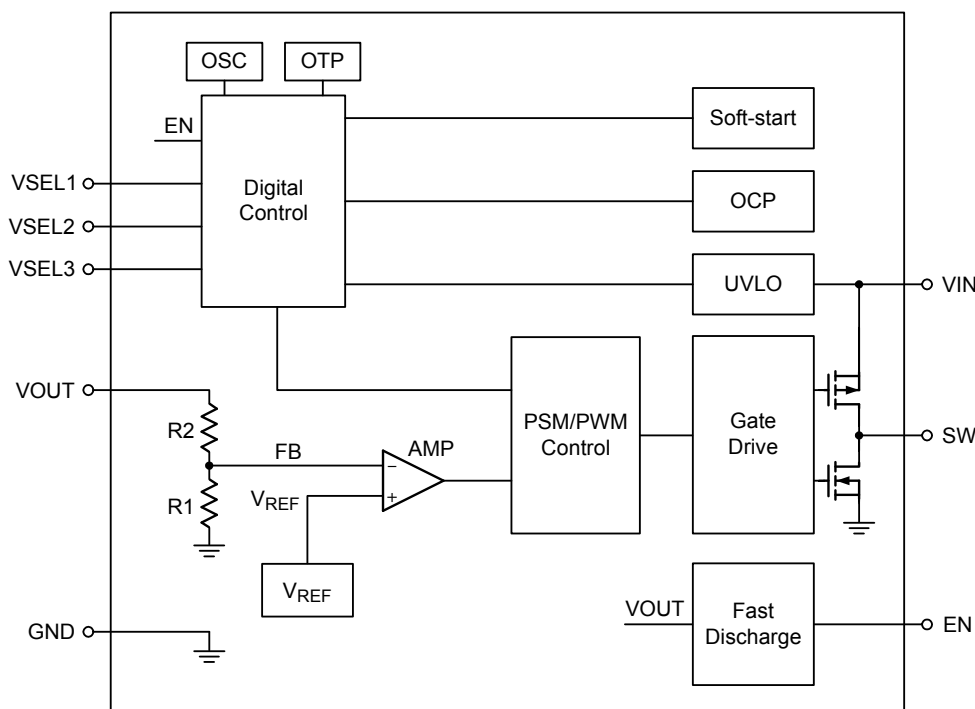 OSC
OTP
EN
Soft-start
VSEL1
Digital
Control
OCP
VSEL2
VSEL3
UVLO
VIN
VOUT
R2
PSM/PWM
Control
Gate
Drive
SW
FB
AMP
−
+
R1
VREF
VREF
VOUT
Fast
Discharge
EN
GND